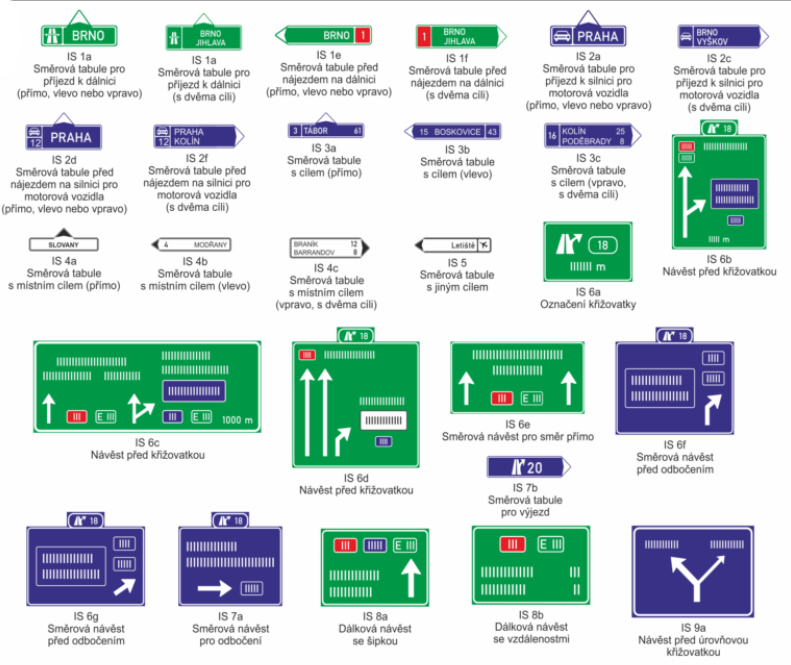 BRNO
IS 1a
Směrová tabule pro
příjezd k dálnici
(přímo, vlevo nebo vpravo)
BRNO
JIHLAVA
IS 1a
Směrová tabule pro
příjezd k dálnici
(s dvěma cíli)
BRNO 1
IS 1e
Směrová tabule před
nájezdem na dálnici
(přímo, vlevo nebo vpravo)
1 BRNO
JIHLAVA
IS 1f
Směrová tabule před
nájezdem na dálnici
(s dvěma cíli)
PRAHA
IS 2a
Směrová tabule pro
příjezd k silnici pro
motorová vozidla
(přímo, vlevo nebo vpravo)
BRNO
VYŠKOV
IS 2c
Směrová tabule pro
příjezd k silnici pro
motorová vozidla
(s dvěma cíli)
12 PRAHA
IS 2d
Směrová tabule před
nájezdem na silnici pro
motorová vozidla
(přímo, vlevo nebo vpravo)
PRAHA
12 KOLÍN
IS 2f
Směrová tabule před
nájezdem na silnici pro
motorová vozidla
(s dvěma cíli)
3 TÁBOR 61
IS 3a
Směrová tabule
s cílem (přímo)
15 BOSKOVICE 43
IS 3b
Směrová tabule
s cílem (vlevo)
16 KOLÍN 25
PODĚBRADY 8
IS 3c
Směrová tabule
s cílem (vpravo,
s dvěma cíli)
18
m
IS 6b
Návěst před křižovatkou
SLOVANY
IS 4a
Směrová tabule
s místním cílem (přímo)
4 MODŘANY
IS 4b
Směrová tabule
s místním cílem (vlevo)
BRANÍK 12
BARRANDOV 8
IS 4c
Směrová tabule
s místním cílem
(vpravo, s dvěma cíli)
Letiště
IS 5
Směrová tabule
s jiným cílem
18
m
IS 6a
Označení křižovatky
E
E
1000 m
IS 6c
Návěst před křižovatkou
18
IS 6d
Návěst před křižovatkou
E
IS 6e
Směrová návěst pro směr přímo
18
IS 6f
Směrová návěst
před odbočením
20
IS 7b
Směrová tabule
pro výjezd
18
IS 6g
Směrová návěst
před odbočením
18
IS 7a
Směrová návěst
pro odbočení
E
IS 8a
Dálková návěst
se šipkou
E
IS 8b
Dálková návěst
se vzdálenostmi
IS 9a
Návěst před úrovňovou
křižovatkou